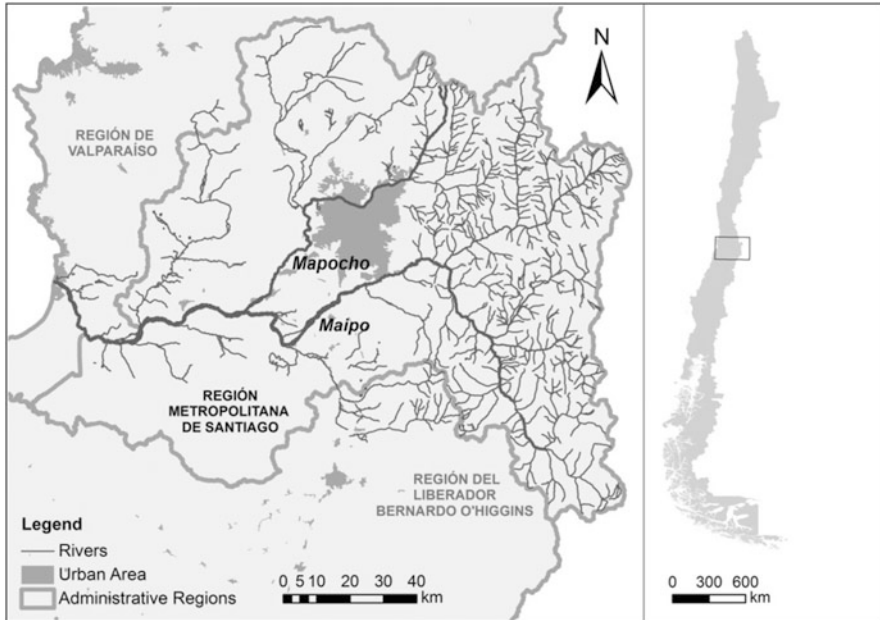 N
REGIÓN DE
VALPARAÍSO
Mapocho
Maipo
REGIÓN
METROPOLITANA
DE SANTIAGO
REGIÓN DEL
LIBERADOR
BERNARDO O'HIGGINS
Legend
Rivers
Urban Area
Administrative Regions
0 5 10 20 30 40
km
0 300 600
km